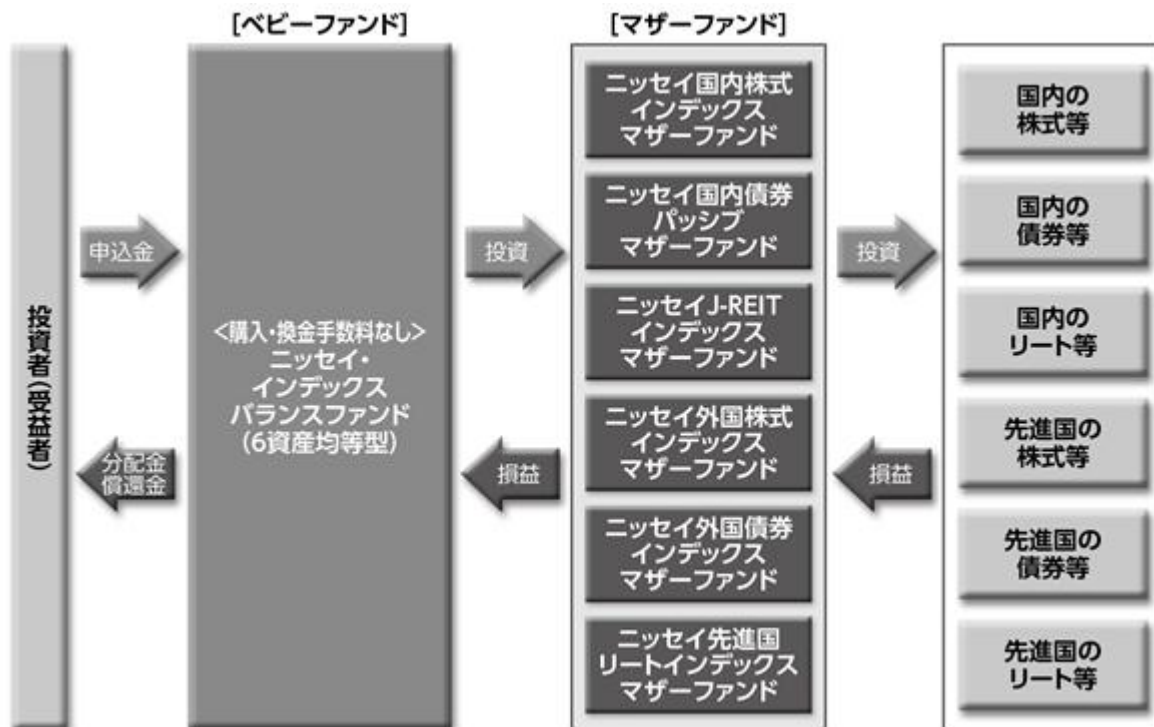 [ベビーファンド]
[マザーファンド]
投資者(受益者)
申込金
分配金
償還金
<購入・換金手数料なし>
ニッセイ・
インデックス
バランスファンド
(6資産均等型)
投資
損益
ニッセイ国内株式
インデックス
マザーファンド
ニッセイ国内債券
パッシブ
マザーファンド
ニッセイJ-REIT
インデックス
マザーファンド
ニッセイ外国株式
インデックス
マザーファンド
ニッセイ外国債券
インデックス
マザーファンド
ニッセイ先進国
リートインデックス
マザーファンド
投資
損益
国内の
株式等
国内の
債券等
国内の
リート等
先進国の
株式等
先進国の
債券等
先進国の
リート等